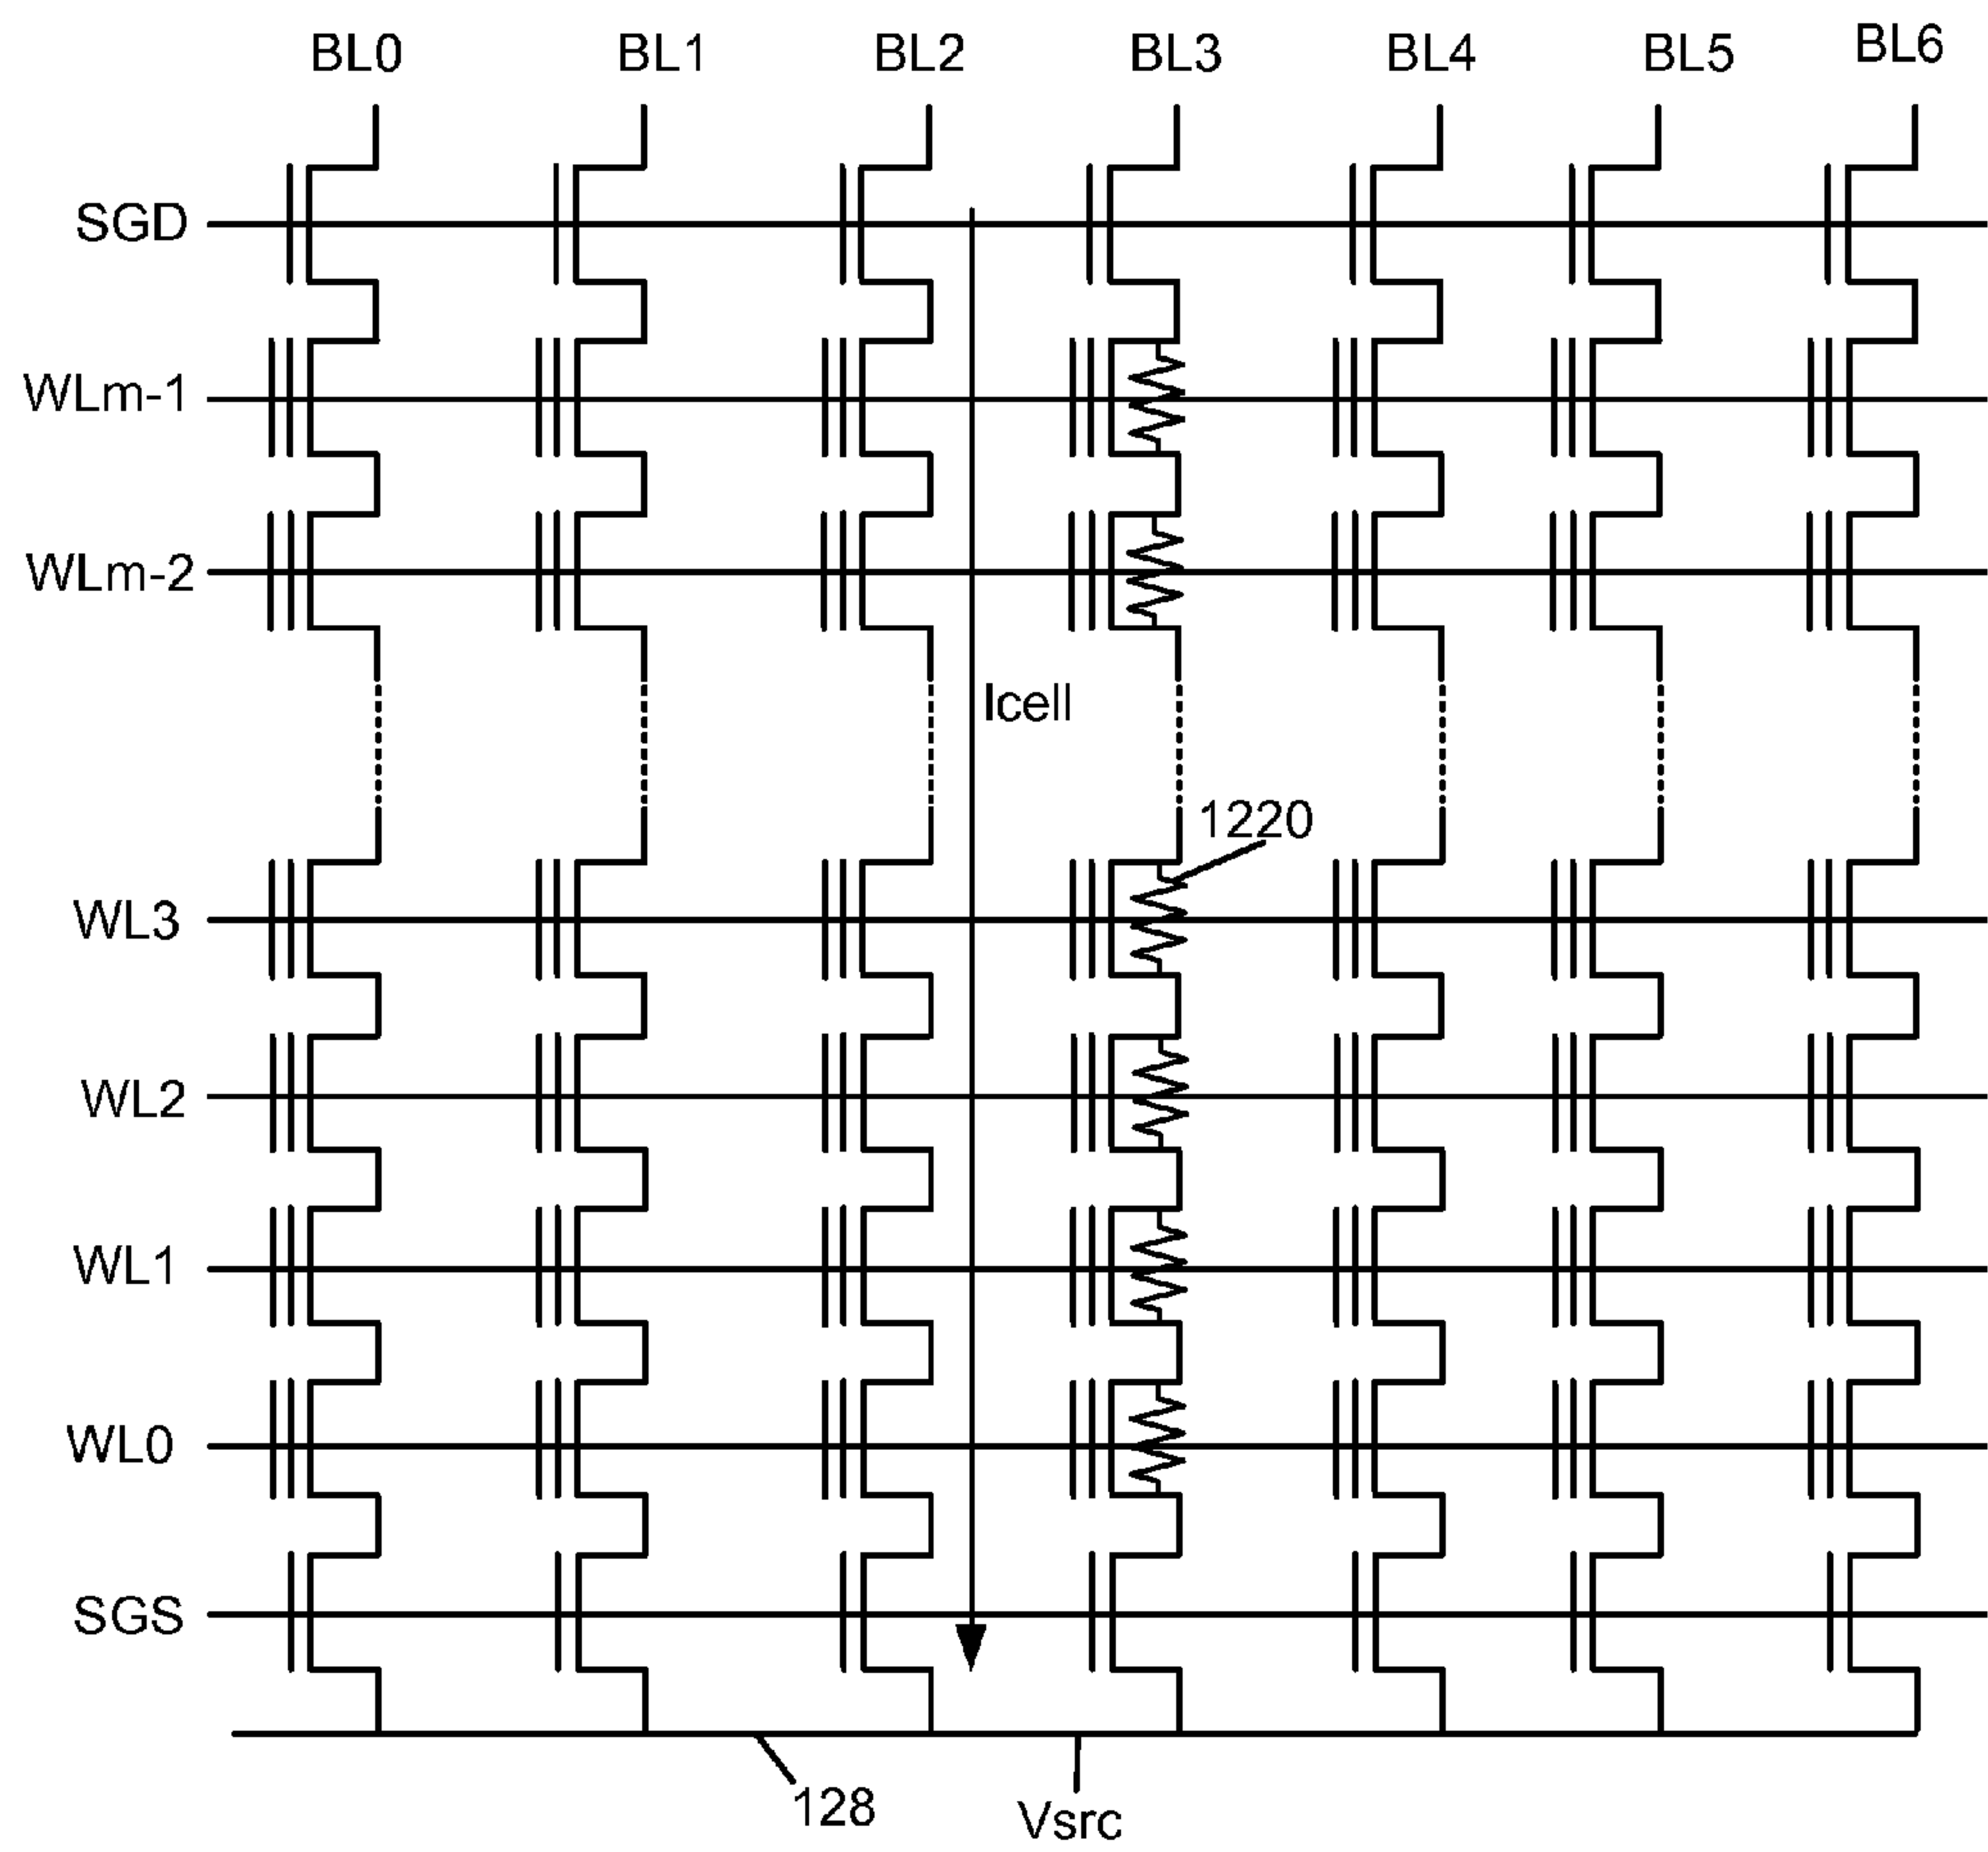 BL0 BL1 BL2 BL3 BL4 BL5 BL6
SGD
WLm-1
WLm-2
Icell
1220
WL3
WL2
WL1
WL0
SGS
128
Vsrc